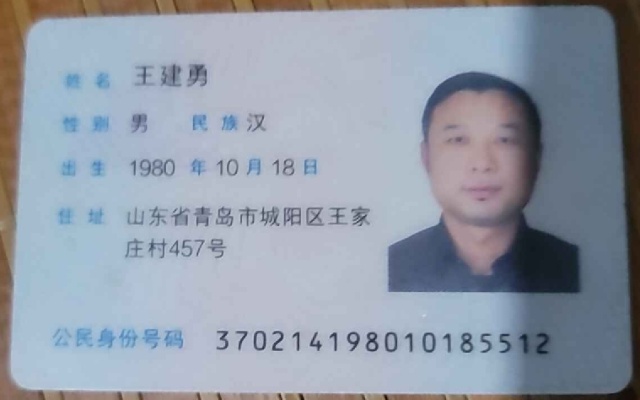 姓名 王建勇
性别 男 民族 汉
出生 1980 年 10 月 18 日
住址 山东省青岛市城阳区王家
庄村457号
公民身份号码 370214198010185512